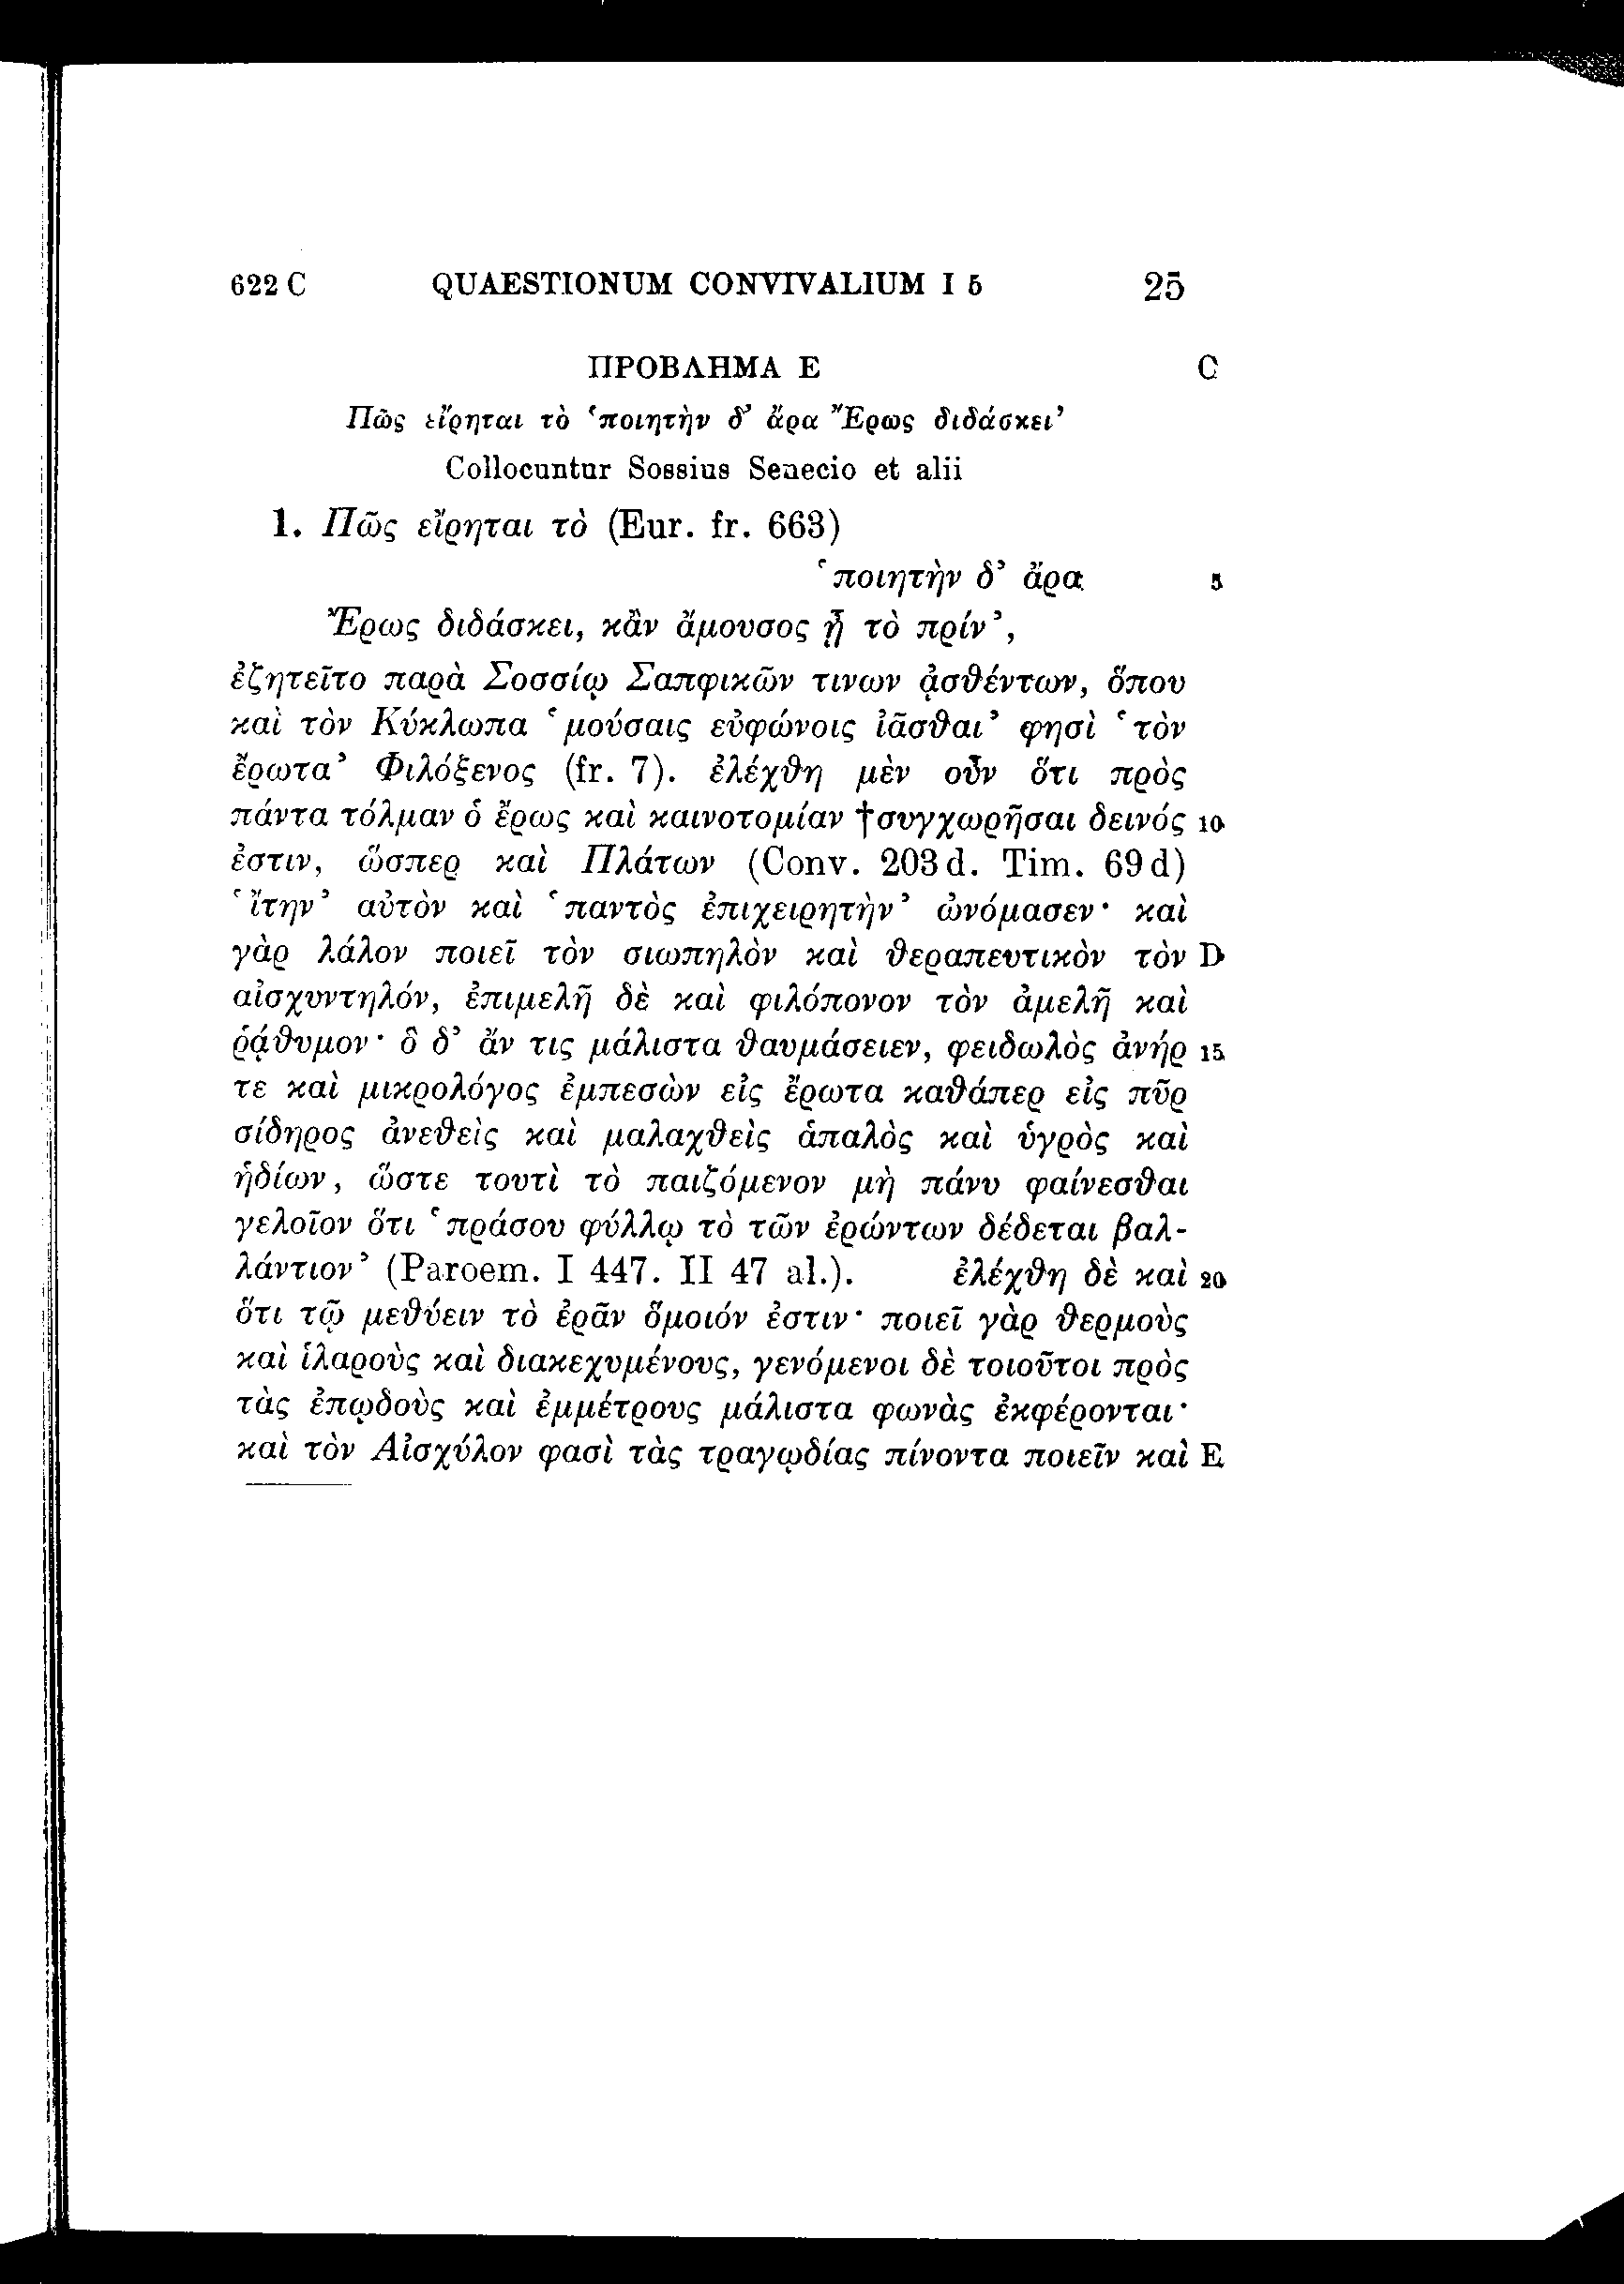 622 C QUAESTIONUM CONVIVALIUM I 5 25
ΠΡΟΒΛΗΜΑ Ε C
Πῶς εἴρηται τὸ ‘ποιητὴν δ’ ἄρα Ἔρως διδάσκει’
Collocuntur Sossius Senecio et alii
1. Πῶς εἴρηται τὸ (Eur. fr. 663)
‘ποιητὴν δ’ ἄρα 5
Ἔρως διδάσκει, κἂν ἄμουσος ᾖ τὸ πρίν’,
ἐζητεῖτο παρὰ Σοσσίῳ Σαπφικῶν τινων ᾀσθέντων, ὅπου
καὶ τὸν Κύκλωπα ‘μούσαις εὐφώνοις ἰᾶσθαι’ φησὶ ‘τὸν
ἔρωτα’ Φιλόξενος (fr. 7). ἐλέχθη μὲν οὖν ὅτι πρὸς
πάντα τόλμαν ὁ ἔρως καὶ καινοτομίαν †συγχωρῆσαι δεινός 10
ἐστιν, ὥσπερ καὶ Πλάτων (Conv. 203 d. Tim. 69 d)
‘ἴτην’ αὐτὸν καὶ ‘παντὸς ἐπιχειρητὴν’ ὠνόμασεν· καὶ
γὰρ λάλον ποιεῖ τὸν σιωπηλὸν καὶ θεραπευτικὸν τὸν D
αἰσχυντηλόν, ἐπιμελῆ δὲ καὶ φιλόπονον τὸν ἀμελῆ καὶ
ῥᾴθυμον· ὃ δ’ ἄν τις μάλιστα θαυμάσειεν, φειδωλὸς ἀνήρ 15
τε καὶ μικρολόγος ἐμπεσὼν εἰς ἔρωτα καθάπερ εἰς πῦρ
σίδηρος ἀνεθεὶς καὶ μαλαχθεὶς ἁπαλὸς καὶ ὑγρὸς καὶ
ἡδίων, ὥστε τουτὶ τὸ παιζόμενον μὴ πάνυ φαίνεσθαι
γελοῖον ὅτι ‘πράσου φύλλῳ τὸ τῶν ἐρώντων δέδεται βαλ-
λάντιον’ (Paroem. I 447. II 47 al.). ἐλέχθη δὲ καὶ 20
ὅτι τῷ μεθύειν τὸ ἐρᾶν ὅμοιόν ἐστιν· ποιεῖ γὰρ θερμοὺς
καὶ ἱλαροὺς καὶ διακεχυμένους, γενόμενοι δὲ τοιοῦτοι πρὸς
τὰς ἐπῳδοὺς καὶ ἐμμέτρους μάλιστα φωνὰς ἐκφέρονται·
καὶ τὸν Αἰσχύλον φασὶ τὰς τραγῳδίας πίνοντα ποιεῖν καὶ E